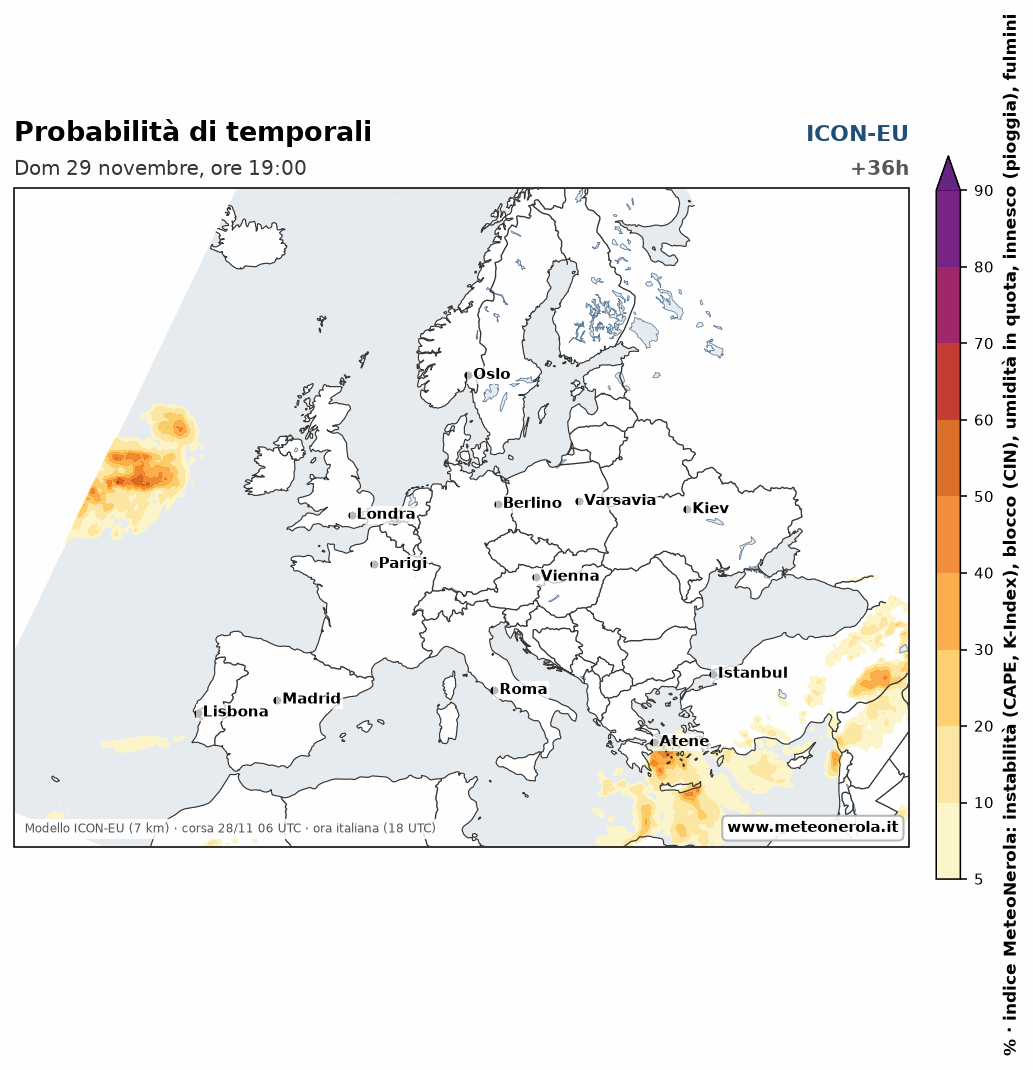 Probabilità di temporali
ICON-EU
Dom 29 novembre, ore 19:00
+36h
Oslo
Londra
Berlino
Varsavia
Kiev
Parigi
Vienna
Istanbul
Roma
Madrid
Lisbona
Atene
Modello ICON-EU (7 km) · corsa 28/11 06 UTC · ora italiana (18 UTC)
www.meteonerola.it
90
80
70
60
50
40
30
20
10
5
% · indice MeteoNerola: instabilità (CAPE, K-Index), blocco (CIN), umidità in quota, innesco (pioggia), fulmini